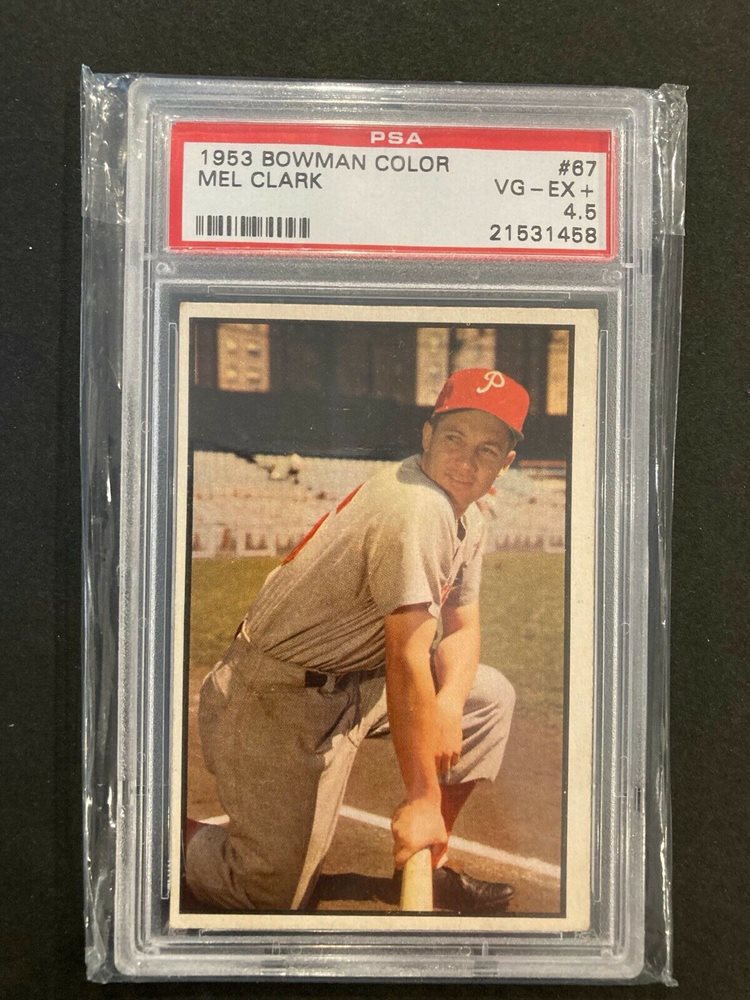 PSA
1953 BOWMAN COLOR #67
MEL CLARK VG-EX+
4.5
21531458
P